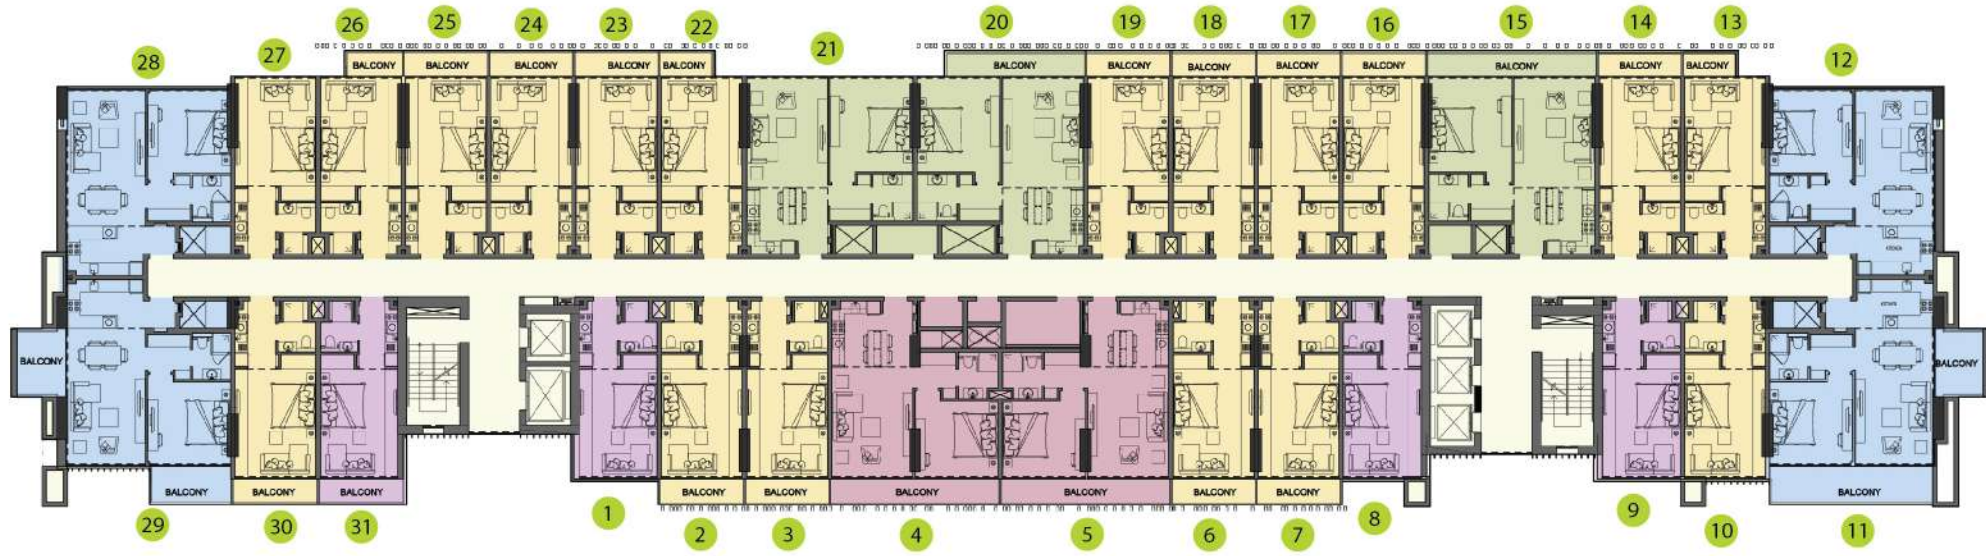 26 25 24 23 22 20 19 18 17 16 15 14 13
28 27 21 12
BALCONY BALCONY BALCONY BALCONY BALCONY BALCONY BALCONY BALCONY BALCONY BALCONY BALCONY BALCONY BALCONY
KITCHEN
KITCHEN
BALCONY BALCONY
BALCONY BALCONY BALCONY BALCONY BALCONY BALCONY BALCONY BALCONY BALCONY BALCONY
29 30 31 1 2 3 4 5 6 7 8 9 10 11